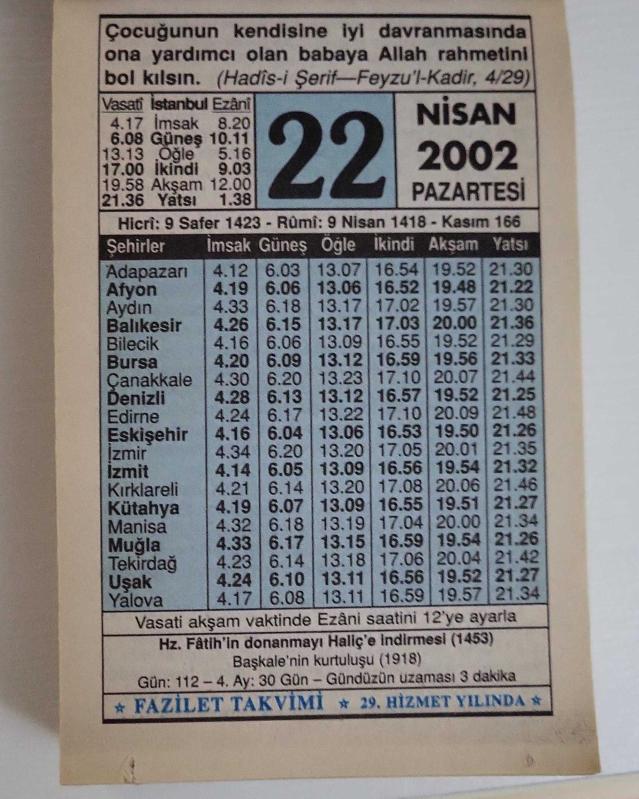 Çocuğunun kendisine iyi davranmasında
ona yardımcı olan babaya Allah rahmetini
bol kılsın. (Hadîs-i Şerif—Feyzu'l-Kadir, 4/29)
Vasatî İstanbul Ezânî
4.17 İmsak 8.20
6.08 Güneş 10.11
13.13 Öğle 5.16
17.00 İkindi 9.03
19.58 Akşam 12.00
21.36 Yatsı 1.38
22
NİSAN
2002
PAZARTESİ
Hicrî: 9 Safer 1423 - Rûmî: 9 Nisan 1418 - Kasım 166
Şehirler İmsak Güneş Öğle İkindi Akşam Yatsı
Adapazarı 4.12 6.03 13.07 16.54 19.52 21.30
Afyon 4.19 6.06 13.06 16.52 19.48 21.22
Aydın 4.33 6.18 13.17 17.02 19.57 21.30
Balıkesir 4.26 6.15 13.17 17.03 20.00 21.36
Bilecik 4.16 6.06 13.09 16.55 19.52 21.29
Bursa 4.20 6.09 13.12 16.59 19.56 21.33
Çanakkale 4.30 6.20 13.23 17.10 20.07 21.44
Denizli 4.28 6.13 13.12 16.57 19.52 21.25
Edirne 4.24 6.17 13.22 17.10 20.09 21.48
Eskişehir 4.16 6.04 13.06 16.53 19.50 21.26
İzmir 4.34 6.20 13.20 17.05 20.01 21.35
İzmit 4.14 6.05 13.09 16.56 19.54 21.32
Kırklareli 4.21 6.14 13.20 17.08 20.06 21.46
Kütahya 4.19 6.07 13.09 16.55 19.51 21.27
Manisa 4.32 6.18 13.19 17.04 20.00 21.34
Muğla 4.33 6.17 13.15 16.59 19.54 21.26
Tekirdağ 4.23 6.14 13.18 17.06 20.04 21.42
Uşak 4.24 6.10 13.11 16.56 19.52 21.27
Yalova 4.17 6.08 13.11 16.59 19.57 21.34
Vasati akşam vaktinde Ezâni saatini 12'ye ayarla
Hz. Fâtih'in donanmayı Haliç'e indirmesi (1453)
Başkale'nin kurtuluşu (1918)
Gün: 112 – 4. Ay: 30 Gün – Gündüzün uzaması 3 dakika
FAZİLET TAKVİMİ ☆ 29. HİZMET YILINDA